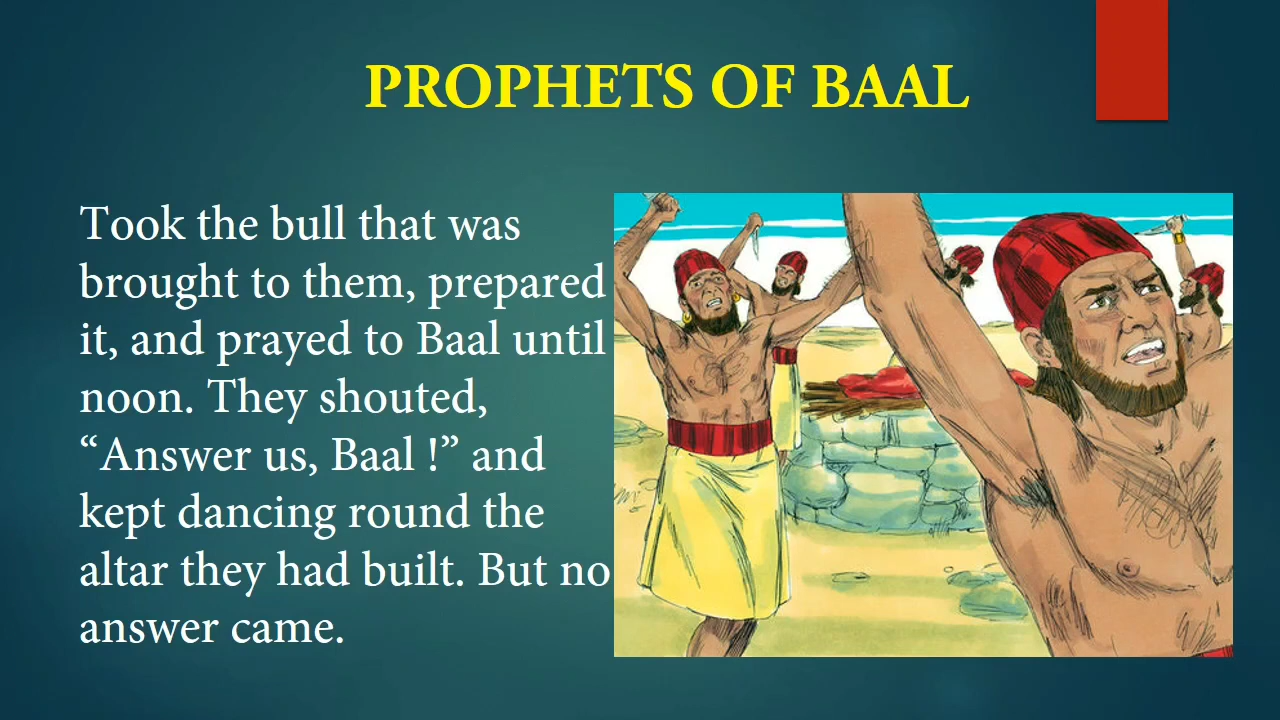 PROPHETS OF BAAL
Took the bull that was
brought to them, prepared
it, and prayed to Baal until
noon. They shouted,
“Answer us, Baal !” and
kept dancing round the
altar they had built. But no
answer came.